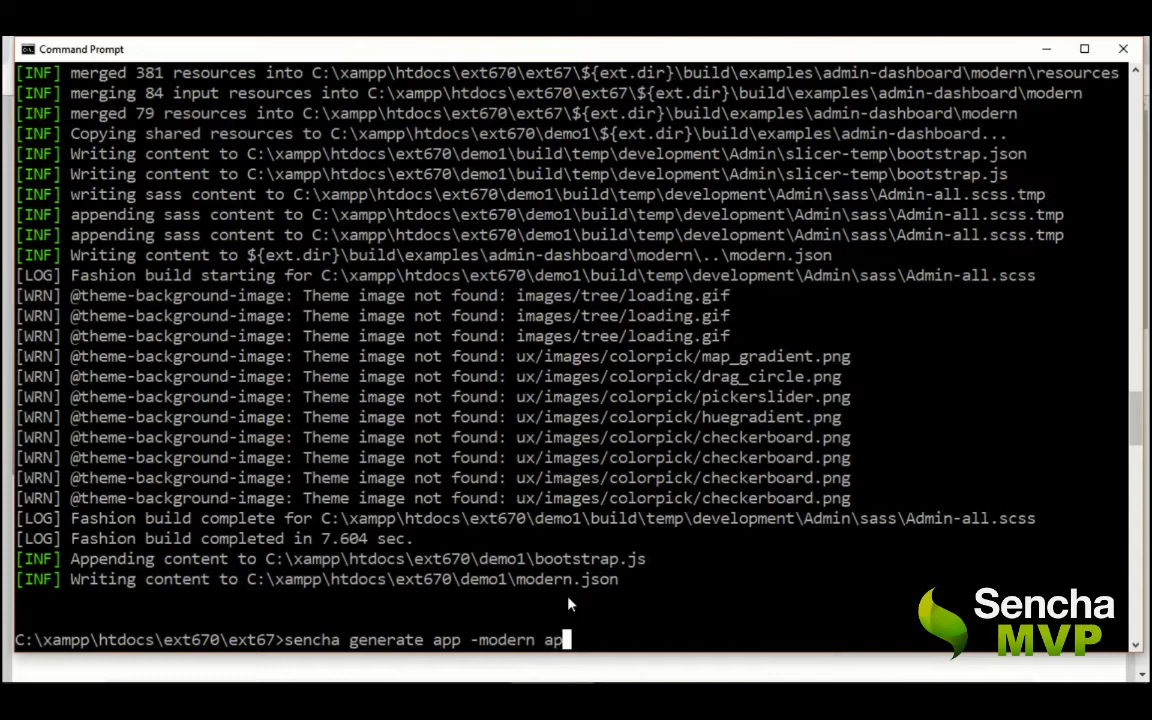 Command Prompt
[INF] merged 381 resources into C:\xampp\htdocs\ext670\ext67\${ext.dir}\build\examples\admin-dashboard\modern\resources
[INF] merging 84 input resources into C:\xampp\htdocs\ext670\ext67\${ext.dir}\build\examples\admin-dashboard\modern
[INF] merged 79 resources into C:\xampp\htdocs\ext670\ext67\${ext.dir}\build\examples\admin-dashboard\modern
[INF] Copying shared resources to C:\xampp\htdocs\ext670\demo1\${ext.dir}\build\examples\admin-dashboard...
[INF] Writing content to C:\xampp\htdocs\ext670\demo1\build\temp\development\Admin\slicer-temp\bootstrap.json
[INF] Writing content to C:\xampp\htdocs\ext670\demo1\build\temp\development\Admin\slicer-temp\bootstrap.js
[INF] writing sass content to C:\xampp\htdocs\ext670\demo1\build\temp\development\Admin\sass\Admin-all.scss.tmp
[INF] appending sass content to C:\xampp\htdocs\ext670\demo1\build\temp\development\Admin\sass\Admin-all.scss.tmp
[INF] appending sass content to C:\xampp\htdocs\ext670\demo1\build\temp\development\Admin\sass\Admin-all.scss.tmp
[INF] Writing content to ${ext.dir}\build\examples\admin-dashboard\modern\..\modern.json
[LOG] Fashion build starting for C:\xampp\htdocs\ext670\demo1\build\temp\development\Admin\sass\Admin-all.scss
[WRN] @theme-background-image: Theme image not found: images/tree/loading.gif
[WRN] @theme-background-image: Theme image not found: images/tree/loading.gif
[WRN] @theme-background-image: Theme image not found: images/tree/loading.gif
[WRN] @theme-background-image: Theme image not found: ux/images/colorpick/map_gradient.png
[WRN] @theme-background-image: Theme image not found: ux/images/colorpick/drag_circle.png
[WRN] @theme-background-image: Theme image not found: ux/images/colorpick/pickerslider.png
[WRN] @theme-background-image: Theme image not found: ux/images/colorpick/huegradient.png
[WRN] @theme-background-image: Theme image not found: ux/images/colorpick/checkerboard.png
[WRN] @theme-background-image: Theme image not found: ux/images/colorpick/checkerboard.png
[WRN] @theme-background-image: Theme image not found: ux/images/colorpick/checkerboard.png
[WRN] @theme-background-image: Theme image not found: ux/images/colorpick/checkerboard.png
[LOG] Fashion build complete for C:\xampp\htdocs\ext670\demo1\build\temp\development\Admin\sass\Admin-all.scss
[LOG] Fashion build completed in 7.604 sec.
[INF] Appending content to C:\xampp\htdocs\ext670\demo1\bootstrap.js
[INF] Writing content to C:\xampp\htdocs\ext670\demo1\modern.json
C:\xampp\htdocs\ext670\ext67>sencha generate app -modern ap
Sencha
MVP